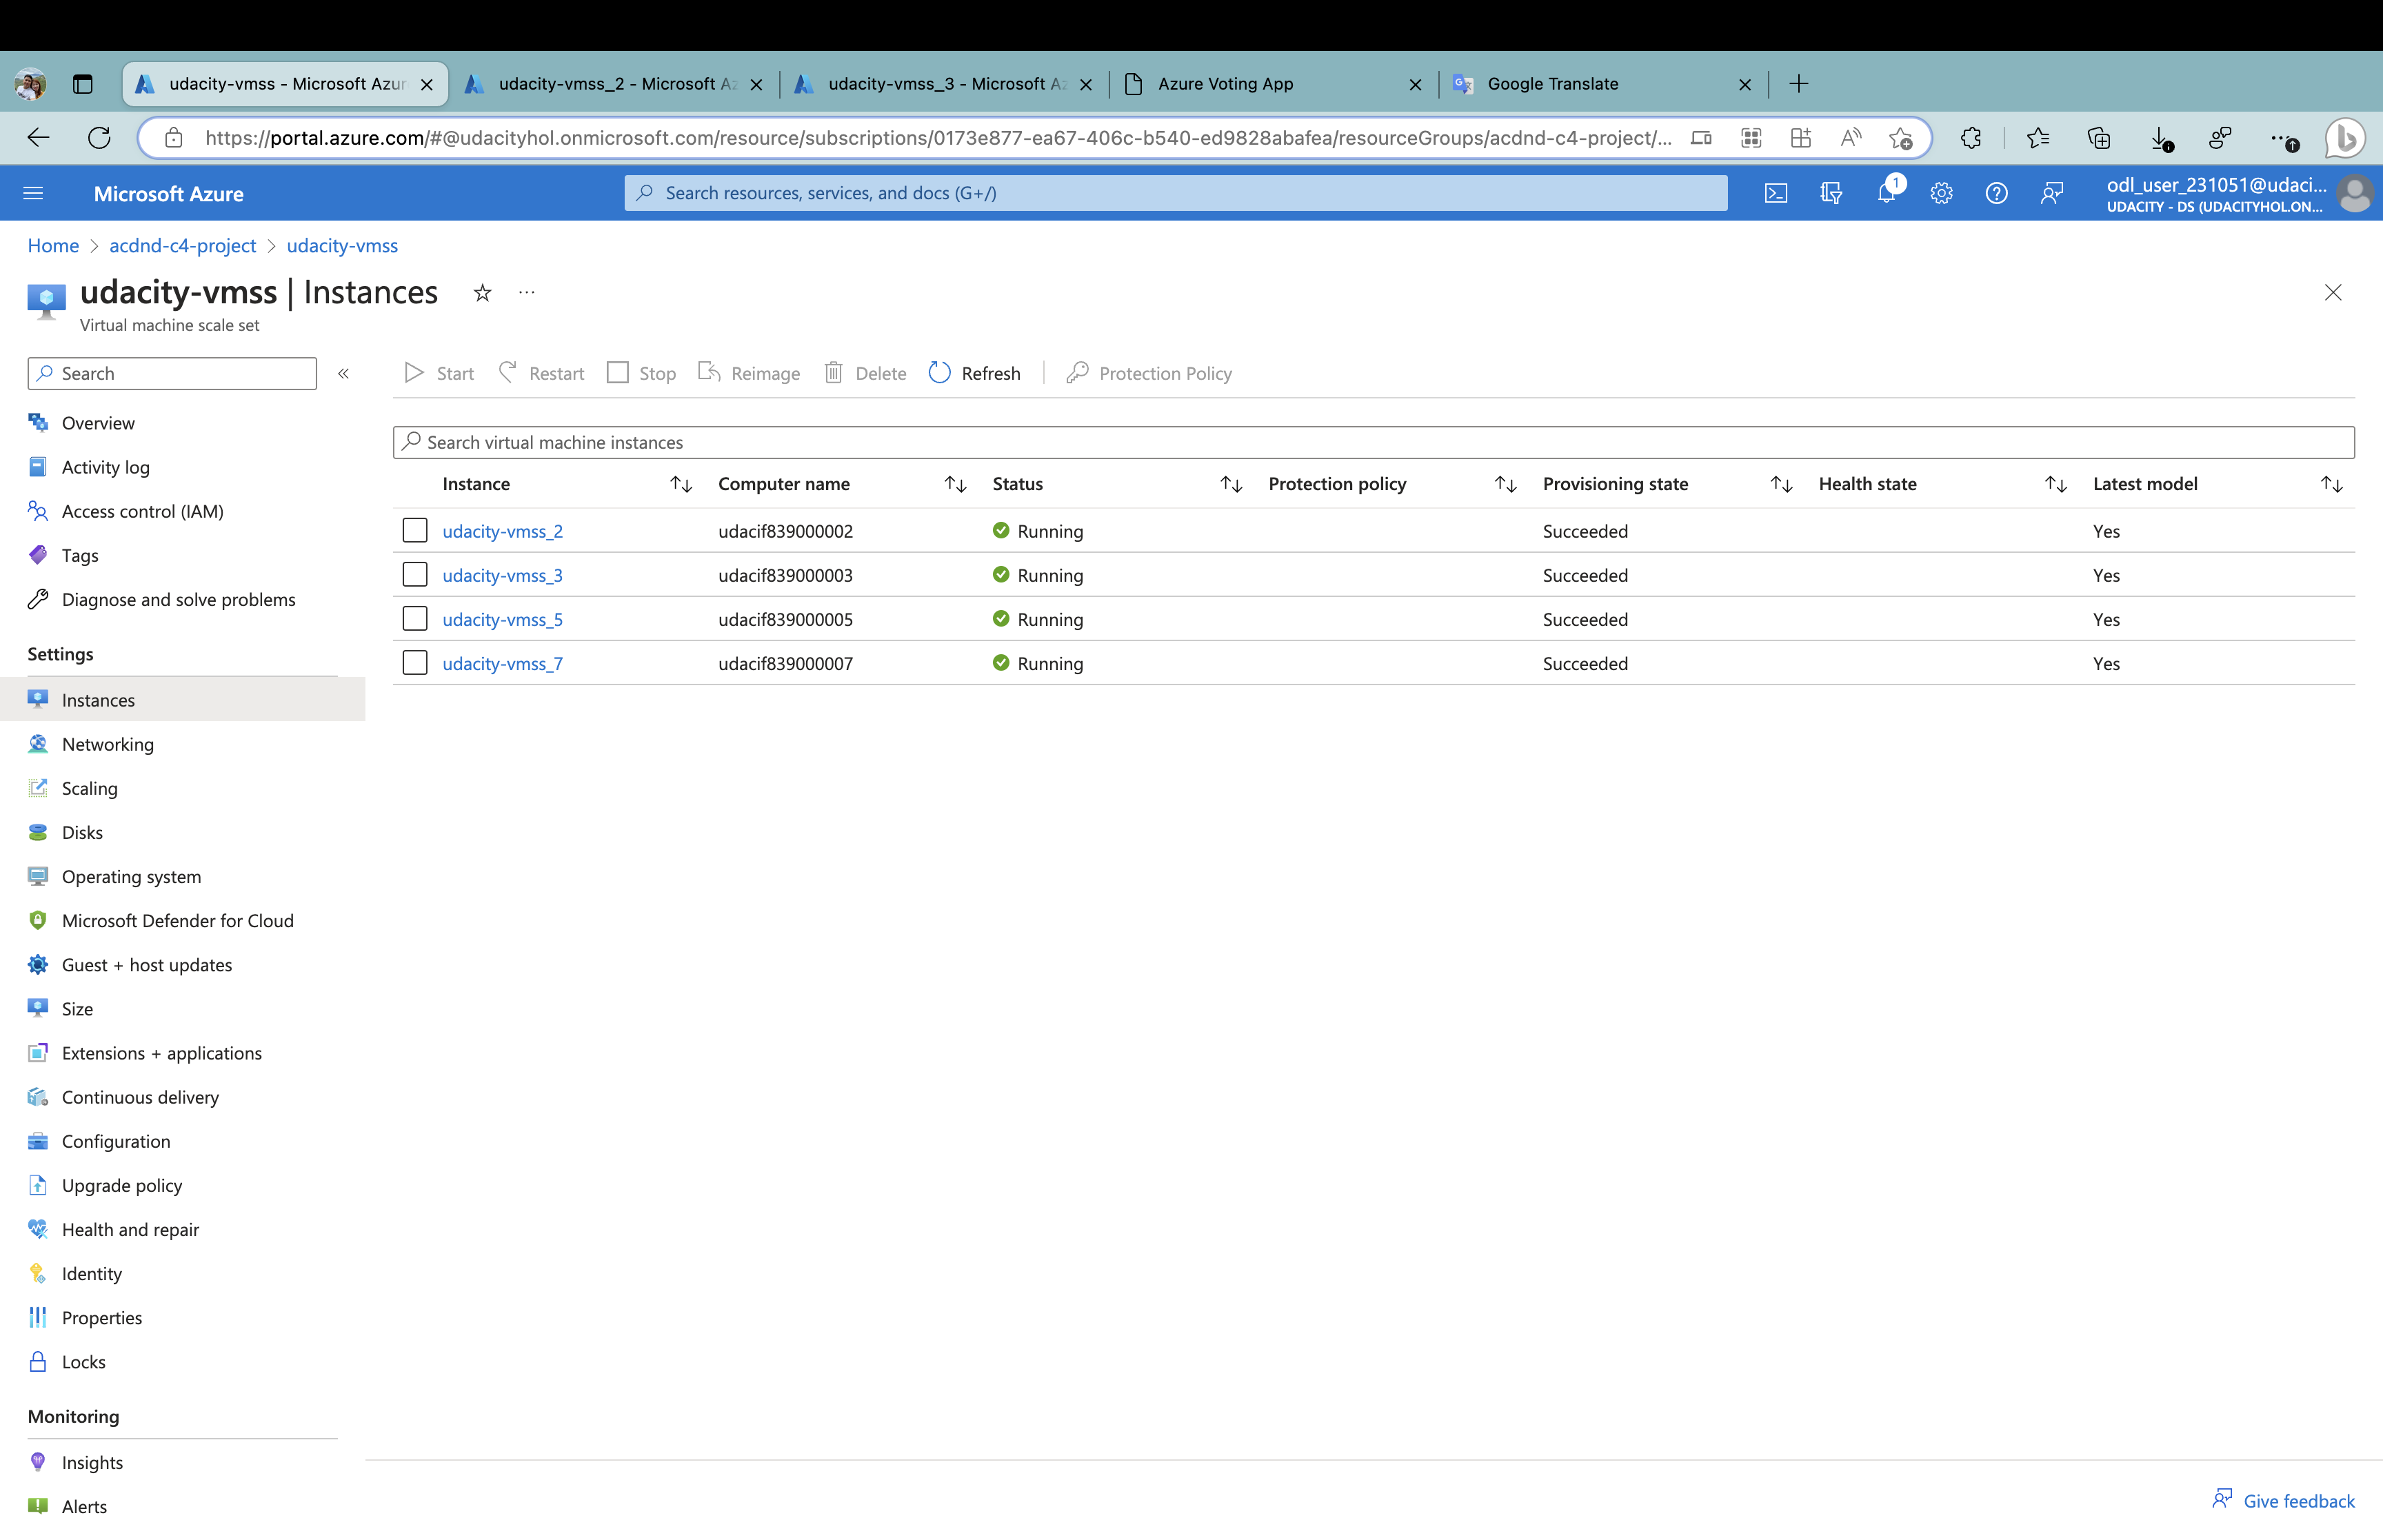 udacity-vmss - Microsoft Azur
udacity-vmss_2 - Microsoft Az
udacity-vmss_3 - Microsoft Az
Azure Voting App
Google Translate
https://portal.azure.com/#@udacityhol.onmicrosoft.com/resource/subscriptions/0173e877-ea67-406c-b540-ed9828abafea/resourceGroups/acdnd-c4-project/...
Microsoft Azure
Search resources, services, and docs (G+/)
1
odl_user_231051@udaci...
UDACITY - DS (UDACITYHOL.ON...
Home > acdnd-c4-project > udacity-vmss
udacity-vmss | Instances
Virtual machine scale set
Search
Start Restart Stop Reimage Delete Refresh Protection Policy
Overview
Activity log
Access control (IAM)
Tags
Diagnose and solve problems
Settings
Instances
Networking
Scaling
Disks
Operating system
Microsoft Defender for Cloud
Guest + host updates
Size
Extensions + applications
Continuous delivery
Configuration
Upgrade policy
Health and repair
Identity
Properties
Locks
Monitoring
Insights
Alerts
Search virtual machine instances
Instance Computer name Status Protection policy Provisioning state Health state Latest model
udacity-vmss_2 udacif839000002 Running Succeeded Yes
udacity-vmss_3 udacif839000003 Running Succeeded Yes
udacity-vmss_5 udacif839000005 Running Succeeded Yes
udacity-vmss_7 udacif839000007 Running Succeeded Yes
Give feedback